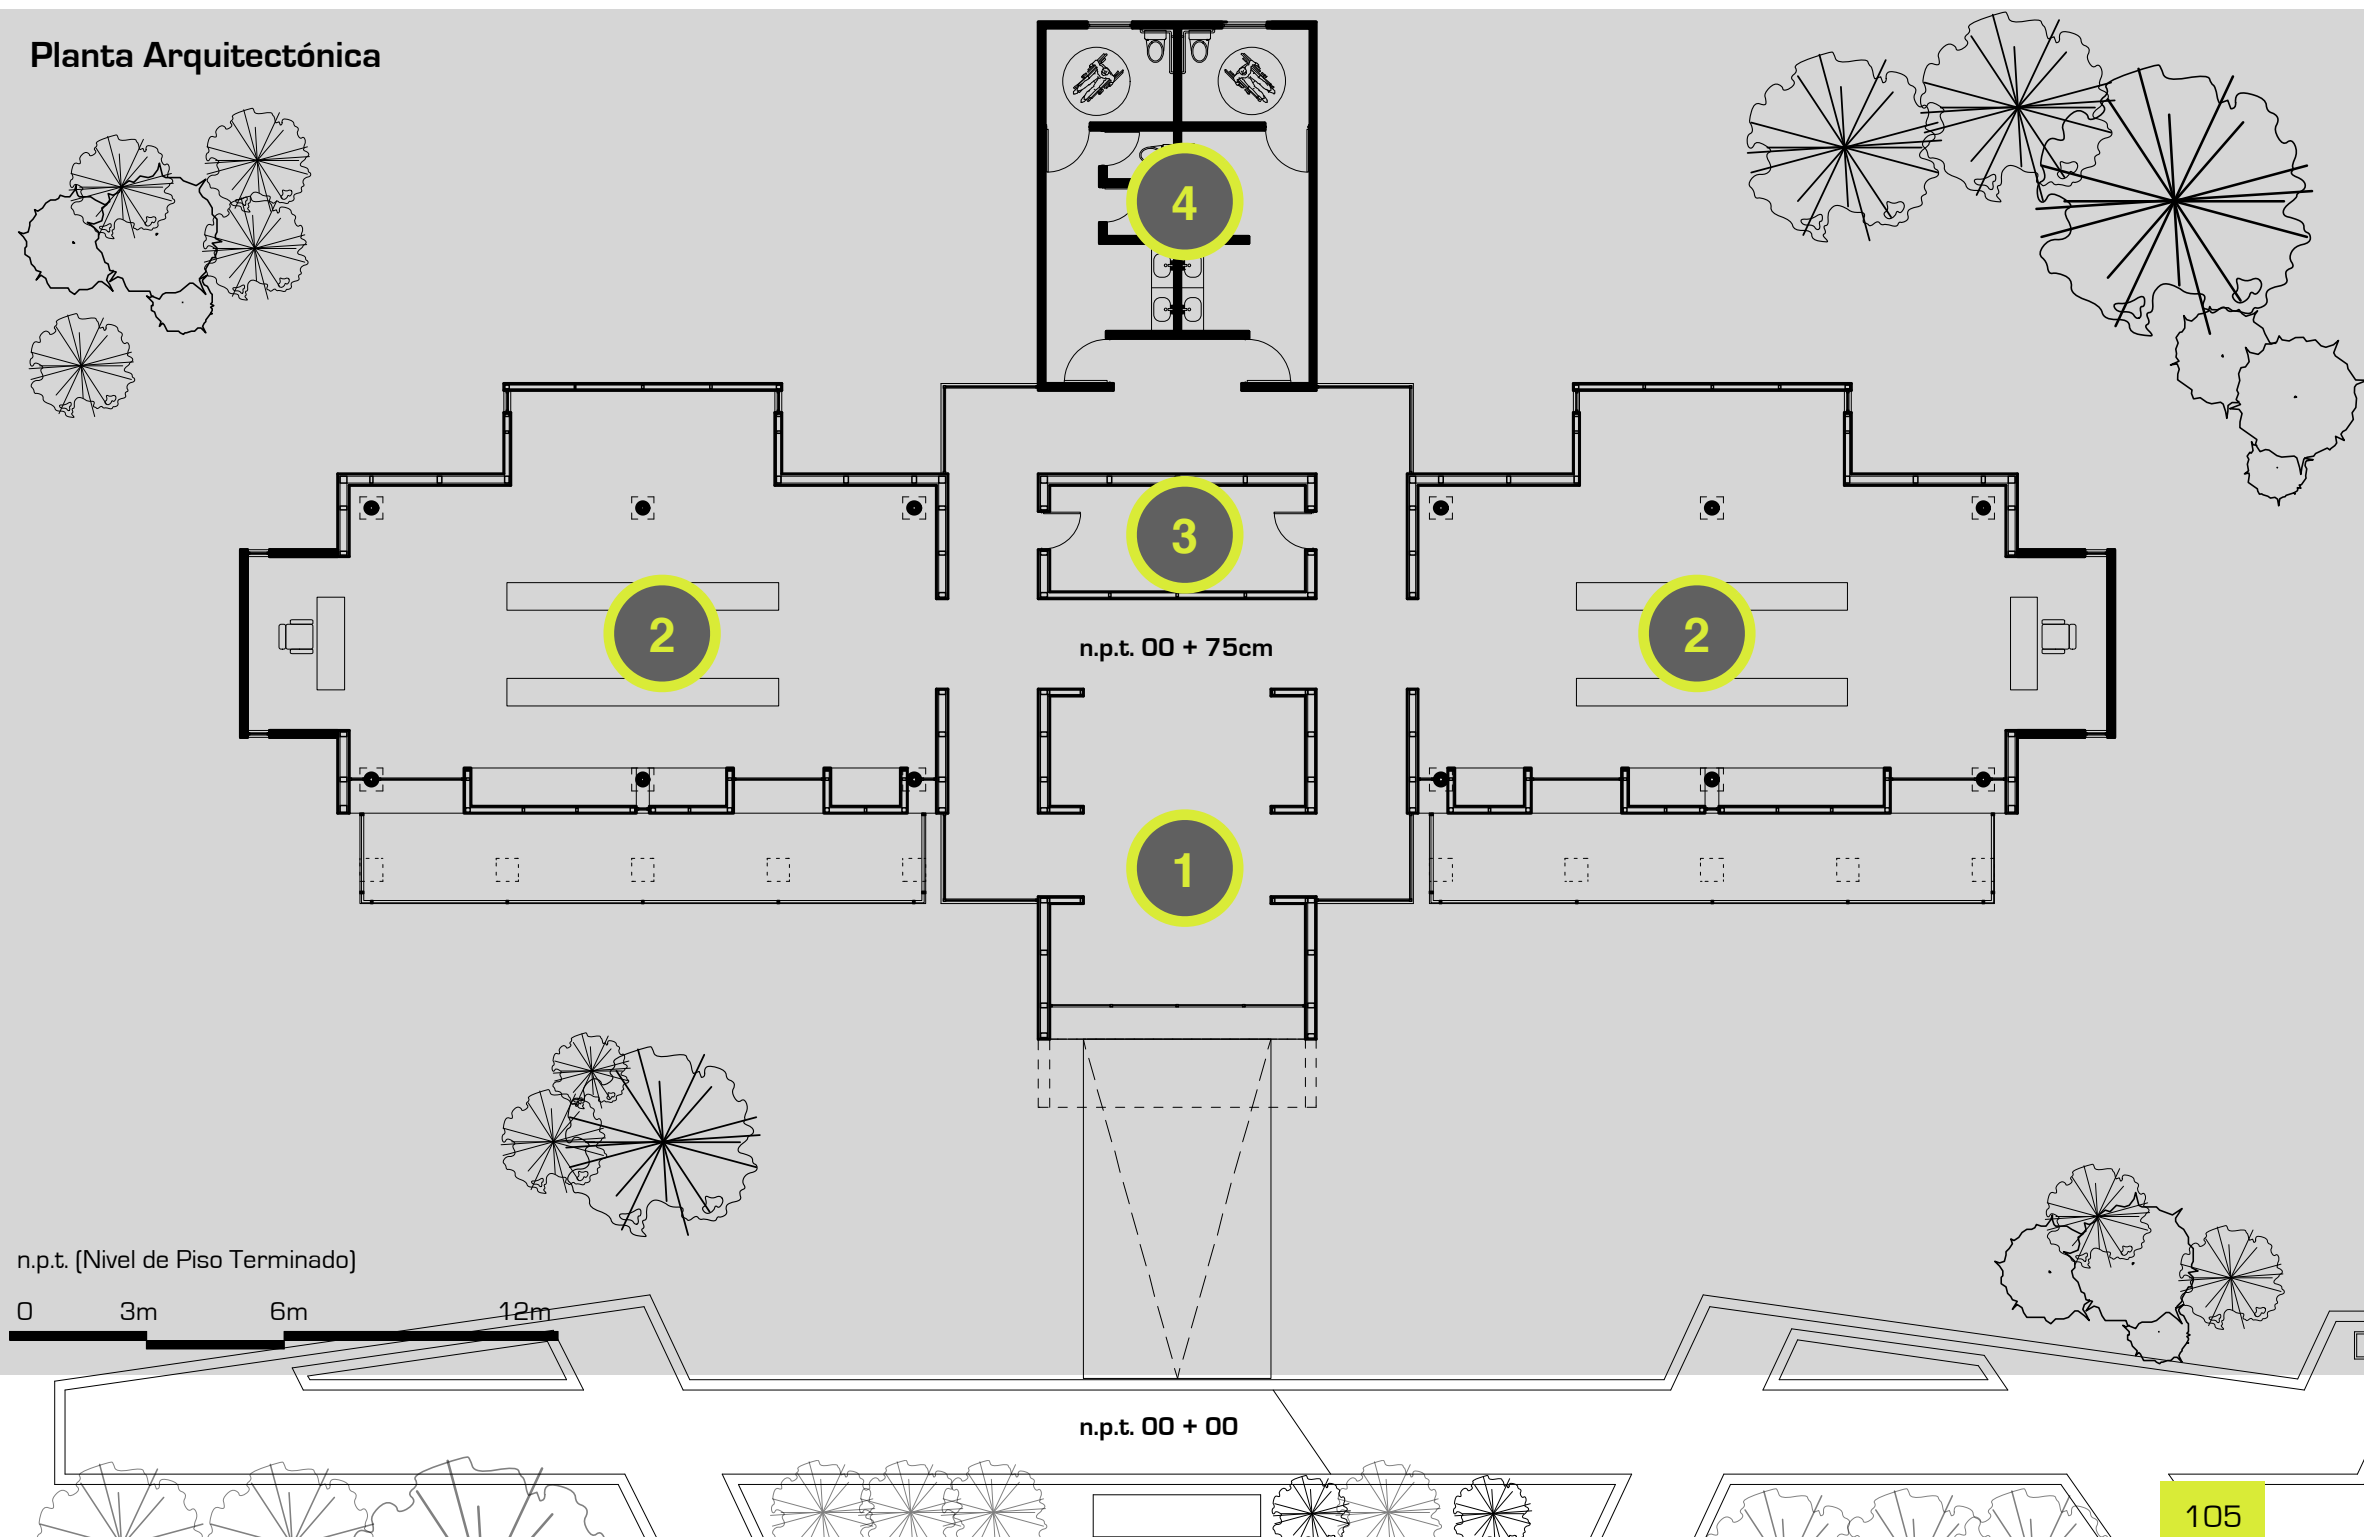 Planta Arquitectónica
4
3
2
2
n.p.t. 00 + 75cm
1
n.p.t. (Nivel de Piso Terminado)
0 3m 6m 12m
n.p.t. 00 + 00
105